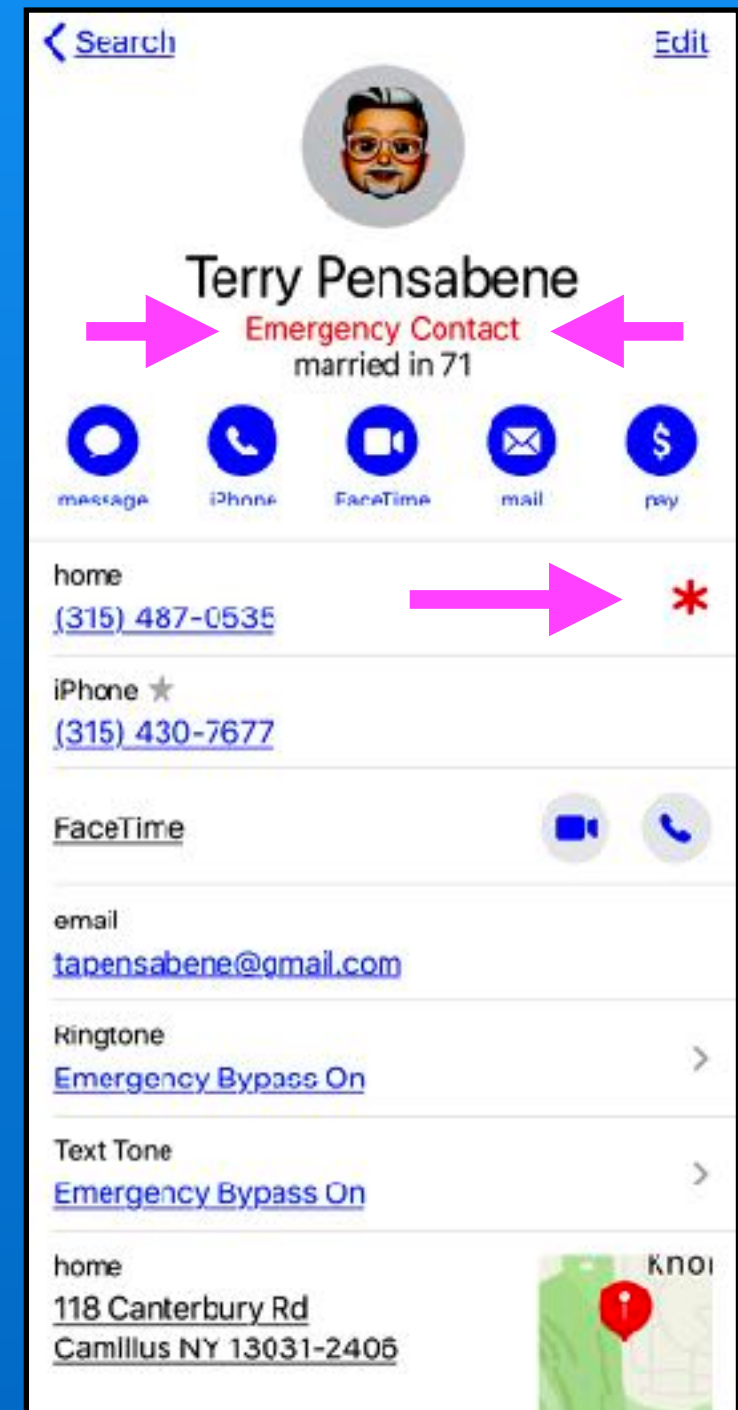 Search
Edit
Terry Pensabene
Emergency Contact
married in 71
message
iPhone
FaceTime
mail
pay
$
home
(315) 487-0535
*
iPhone ★
(315) 430-7677
FaceTime
email
tapensabene@gmail.com
Ringtone
Emergency Bypass On
Text Tone
Emergency Bypass On
home
118 Canterbury Rd
Camillus NY 13031-2406